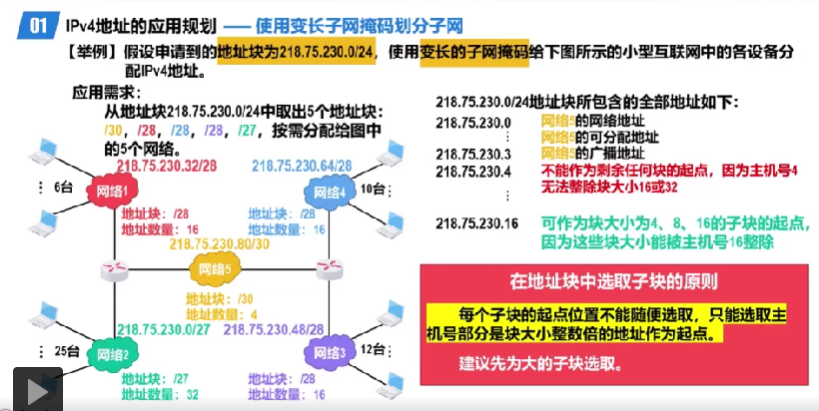 01 IPv4地址的应用规划 —— 使用变长子网掩码划分子网
【举例】假设申请到的地址块为218.75.230.0/24，使用变长的子网掩码给下图所示的小型互联网中的各设备分
配IPv4地址。
应用需求：
从地址块218.75.230.0/24中取出5个地址块：
/30，/28，/28，/28，/27，按需分配给图中
的5个网络。
218.75.230.32/28
218.75.230.64/28
⋮ 6台
网络1
网络4
10台 ⋮
地址块：/28
地址数量：16
地址块：/28
地址数量：16
218.75.230.80/30
网络5
地址块：/30
地址数量：4
218.75.230.0/27
218.75.230.48/28
⋮ 25台
网络2
网络3
12台 ⋮
地址块：/27
地址数量：32
地址块：/28
地址数量：16
218.75.230.0/24地址块所包含的全部地址如下：
218.75.230.0 网络5的网络地址
⋮ 网络5的可分配地址
218.75.230.3 网络5的广播地址
218.75.230.4 不能作为剩余任何块的起点，因为主机号4
⋮ 无法整除块大小16或32
218.75.230.16 可作为块大小为4、8、16的子块的起点，
因为这些块大小能被主机号16整除
在地址块中选取子块的原则
每个子块的起点位置不能随便选取，只能选取主
机号部分是块大小整数倍的地址作为起点。
建议先为大的子块选取。